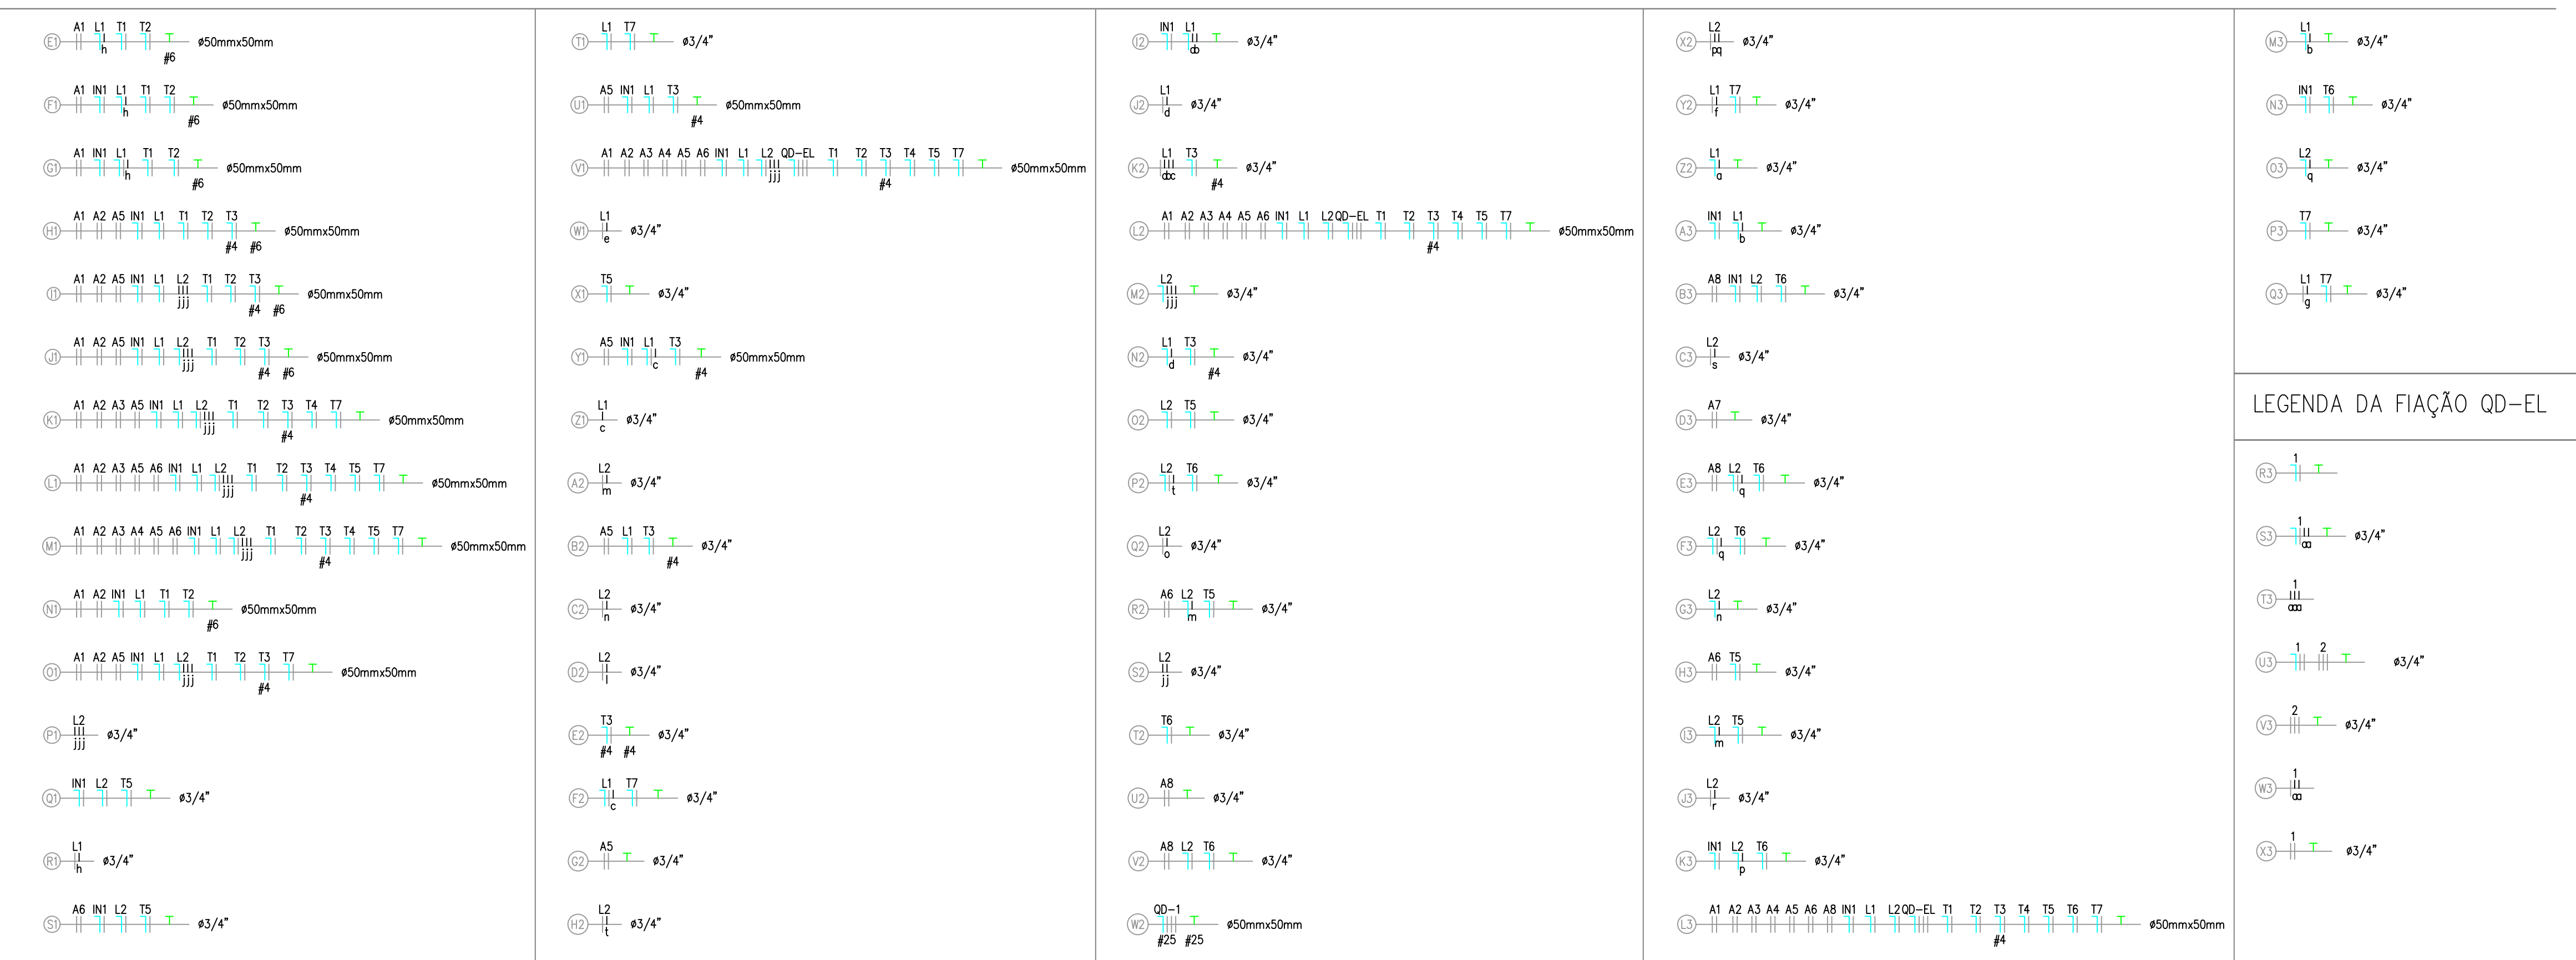 E1 A1 L1 T1 T2 ø50mmx50mm
h #6
F1 A1 IN1 L1 T1 T2 ø50mmx50mm
h #6
G1 A1 IN1 L1 T1 T2 ø50mmx50mm
h #6
H1 A1 A2 A5 IN1 L1 T1 T2 T3 ø50mmx50mm
#4 #6
I1 A1 A2 A5 IN1 L1 L2 T1 T2 T3 ø50mmx50mm
jjj #4 #6
J1 A1 A2 A5 IN1 L1 L2 T1 T2 T3 ø50mmx50mm
jjj #4 #6
K1 A1 A2 A3 A5 IN1 L1 L2 T1 T2 T3 T4 T7 ø50mmx50mm
jjj #4
L1 A1 A2 A3 A5 A6 IN1 L1 L2 T1 T2 T3 T4 T5 T7 ø50mmx50mm
jjj #4
M1 A1 A2 A3 A4 A5 A6 IN1 L1 L2 T1 T2 T3 T4 T5 T7 ø50mmx50mm
jjj #4
N1 A1 A2 IN1 L1 T1 T2 ø50mmx50mm
#6
O1 A1 A2 A5 IN1 L1 L2 T1 T2 T3 T7 ø50mmx50mm
jjj #4
P1 L2 ø3/4"
jjj
Q1 IN1 L2 T5 ø3/4"
R1 L1 ø3/4"
h
S1 A6 IN1 L2 T5 ø3/4"
T1 L1 T7 ø3/4"
U1 A5 IN1 L1 T3 ø50mmx50mm
#4
V1 A1 A2 A3 A4 A5 A6 IN1 L1 L2 QD-EL T1 T2 T3 T4 T5 T7 ø50mmx50mm
jjj #4
W1 L1 ø3/4"
e
X1 T5 ø3/4"
Y1 A5 IN1 L1 T3 ø50mmx50mm
c #4
Z1 L1 ø3/4"
c
A2 L2 ø3/4"
m
B2 A5 L1 T3 ø3/4"
#4
C2 L2 ø3/4"
n
D2 L2 ø3/4"
l
E2 T3 ø3/4"
#4 #4
F2 L1 T7 ø3/4"
c
G2 A5 ø3/4"
H2 L2 ø3/4"
t
I2 IN1 L1 ø3/4"
ab
J2 L1 ø3/4"
d
K2 L1 T3 ø3/4"
abc #4
L2 A1 A2 A3 A4 A5 A6 IN1 L1 L2 QD-EL T1 T2 T3 T4 T5 T7 ø50mmx50mm
#4
M2 L2 ø3/4"
jjj
N2 L1 T3 ø3/4"
d #4
O2 L2 T5 ø3/4"
P2 L2 T6 ø3/4"
t
Q2 L2 ø3/4"
o
R2 A6 L2 T5 ø3/4"
m
S2 L2 ø3/4"
jj
T2 T6 ø3/4"
U2 A8 ø3/4"
V2 A8 L2 T6 ø3/4"
W2 QD-1 ø50mmx50mm
#25 #25
X2 L2 ø3/4"
pq
Y2 L1 T7 ø3/4"
f
Z2 L1 ø3/4"
a
A3 IN1 L1 ø3/4"
b
B3 A8 IN1 L2 T6 ø3/4"
C3 L2 ø3/4"
s
D3 A7 ø3/4"
E3 A8 L2 T6 ø3/4"
q
F3 L2 T6 ø3/4"
q
G3 L2 ø3/4"
n
H3 A6 T5 ø3/4"
I3 L2 T5 ø3/4"
m
J3 L2 ø3/4"
r
K3 IN1 L2 T6 ø3/4"
p
L3 A1 A2 A3 A4 A5 A6 A8 IN1 L1 L2 QD-EL T1 T2 T3 T4 T5 T6 T7 ø50mmx50mm
#4
M3 L1 ø3/4"
b
N3 IN1 T6 ø3/4"
O3 L2 ø3/4"
q
P3 T7 ø3/4"
Q3 L1 T7 ø3/4"
g
LEGENDA DA FIAÇÃO QD-EL
R3 1
S3 1 ø3/4"
aa
T3 1
aaa
U3 1 2 ø3/4"
V3 2 ø3/4"
W3 1
aa
X3 1 ø3/4"